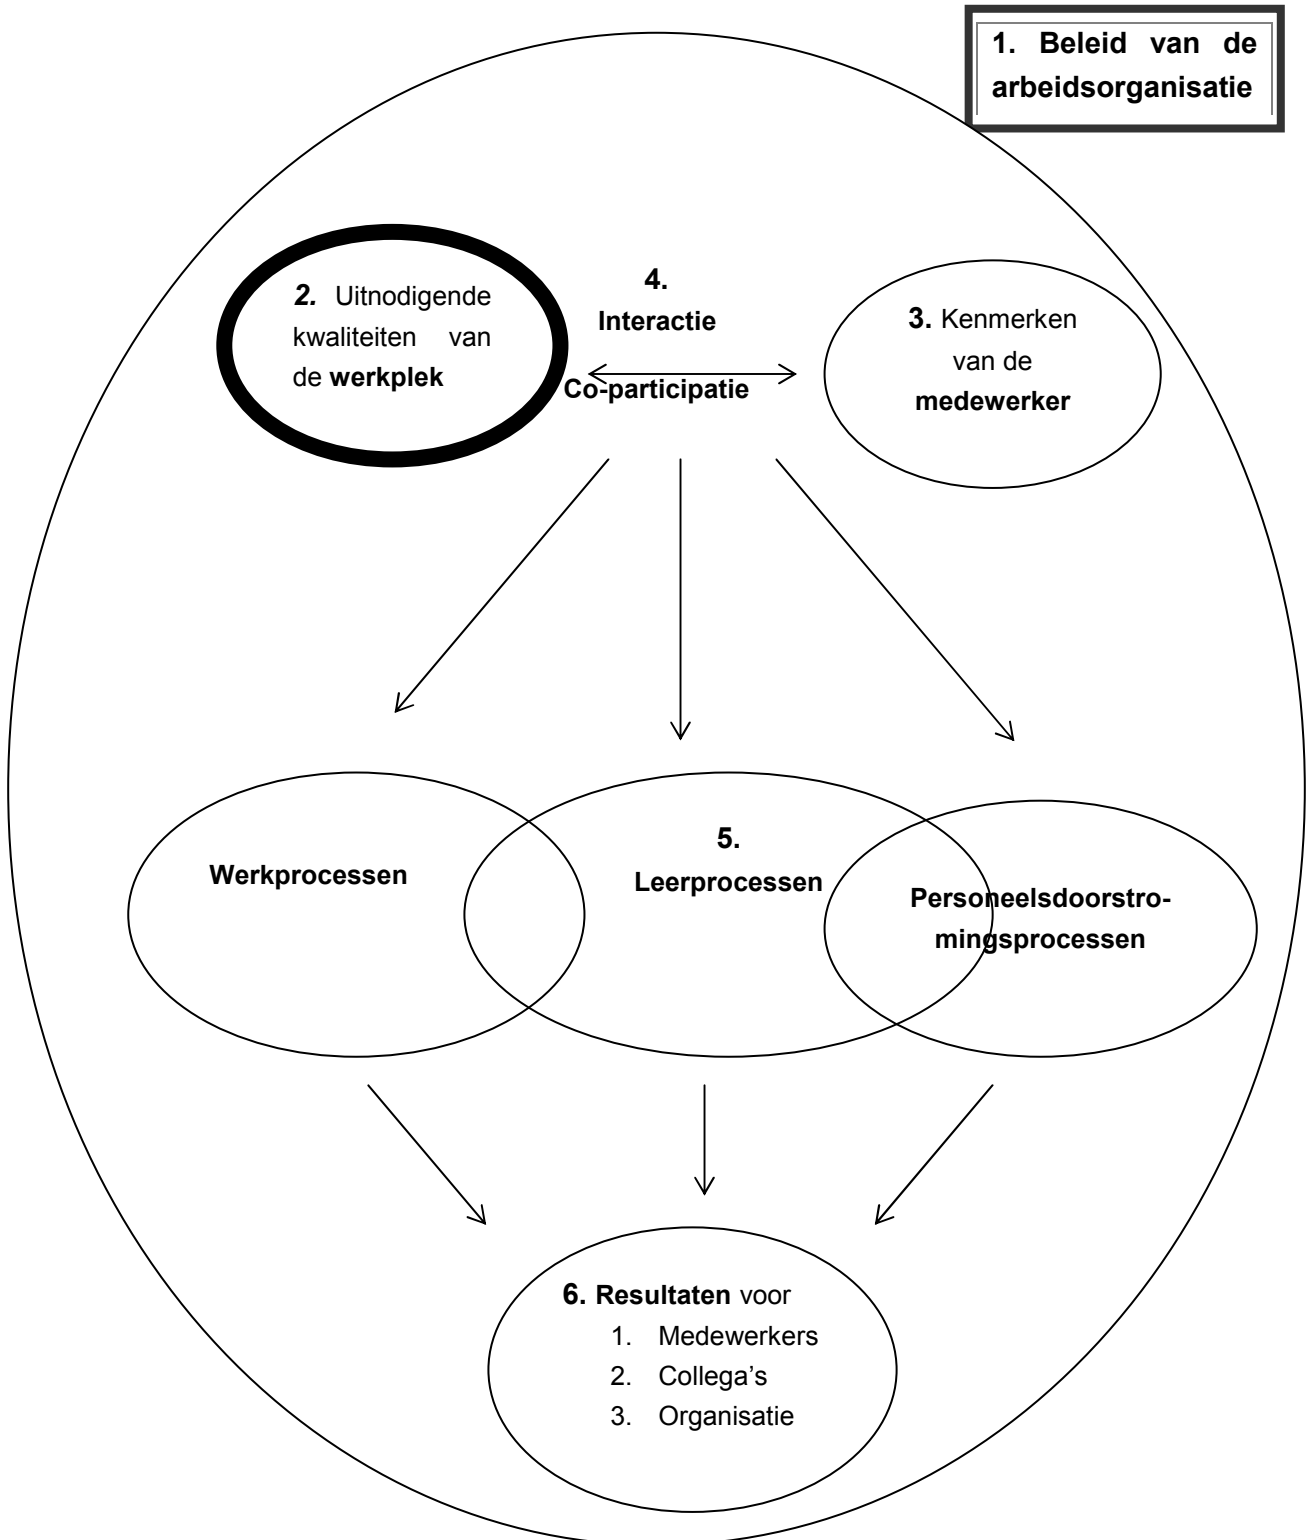 1. Beleid van de
arbeidsorganisatie
2. Uitnodigende
kwaliteiten van
de werkplek
4.
Interactie
Co-participatie
3. Kenmerken
van de
medewerker
Werkprocessen
5.
Leerprocessen
Personeelsdoorstro-
mingsprocessen
6. Resultaten voor
1. Medewerkers
2. Collega’s
3. Organisatie